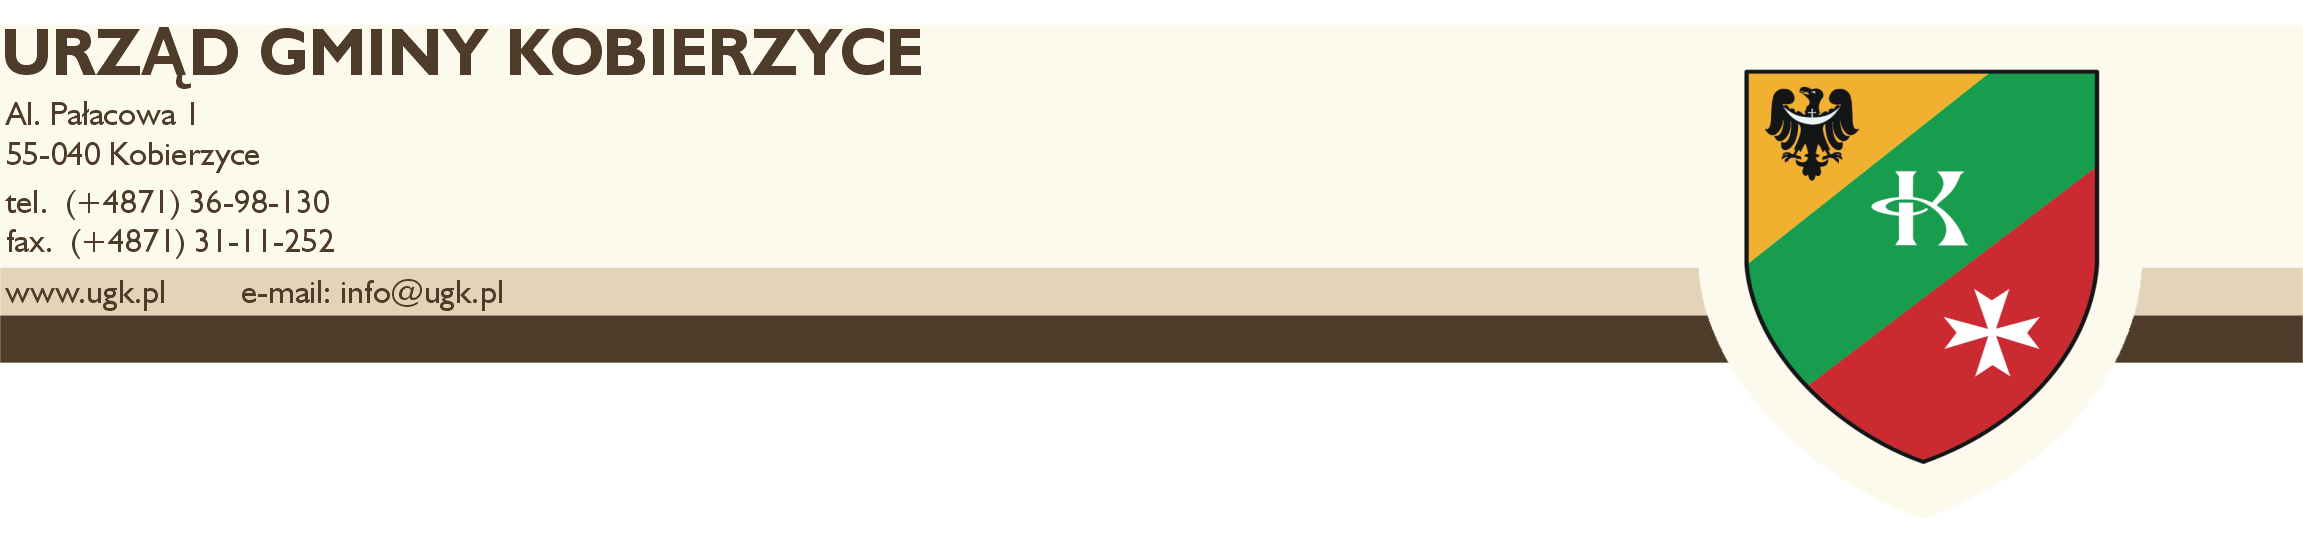 URZĄD GMINY KOBIERZYCE
Al. Pałacowa 1
55-040 Kobierzyce
tel. (+4871) 36-98-130
fax. (+4871) 31-11-252
www.ugk.pl e-mail: info@ugk.pl
K